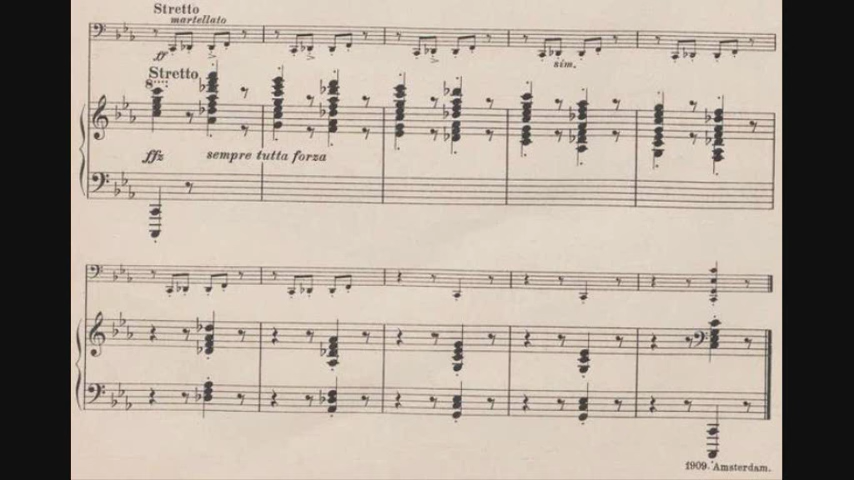 Stretto
martellato
ff
sim.
Stretto
8
ffz sempre tutta forza
1909. Amsterdam.